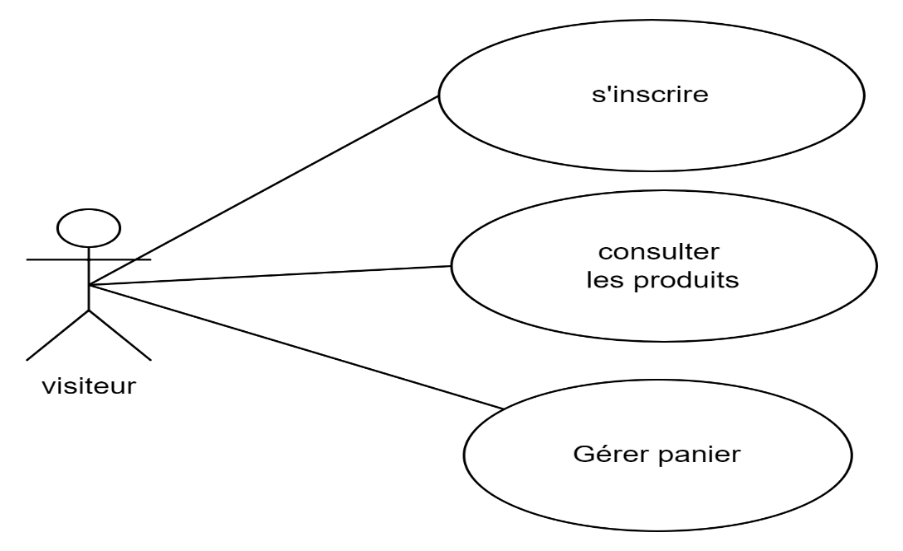 s'inscrire
consulter
les produits
visiteur
Gérer panier